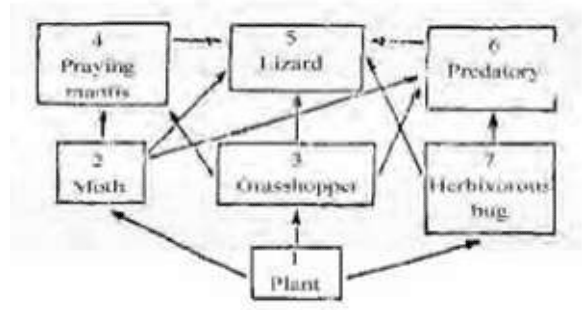 4
Praying
mantis
5
Lizard
6
Predatory
2
Moth
3
Grasshopper
7
Herbivorous
bug
1
Plant